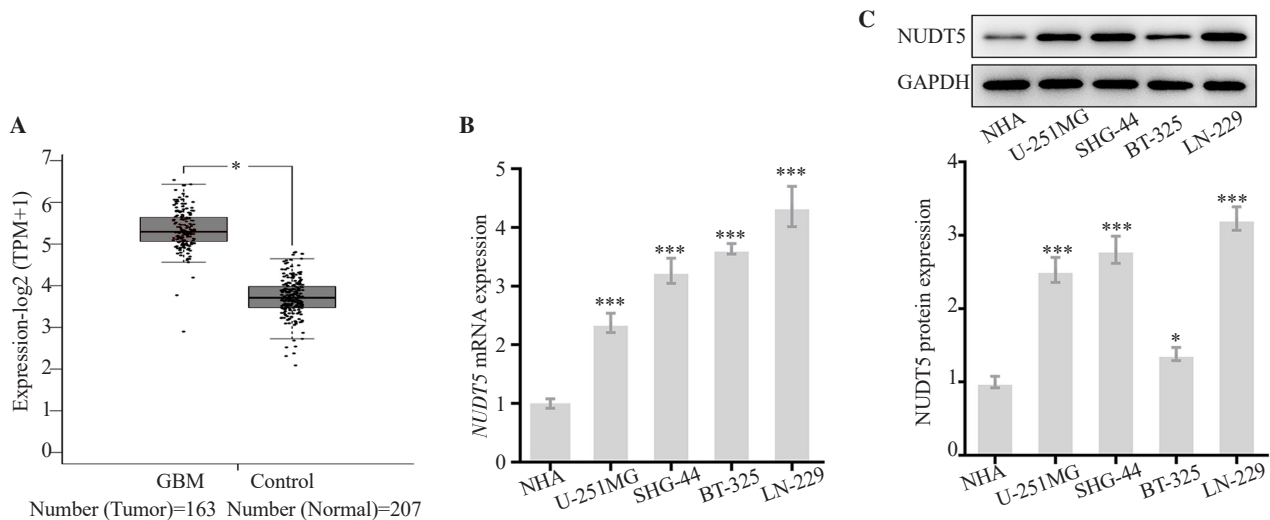 A
Expression-log2 (TPM+1)
7
6
5
4
3
2
1
0
*
GBM
Control
Number (Tumor)=163
Number (Normal)=207
B
NUDT5 mRNA expression
5
4
3
2
1
0
***
***
***
***
NHA
U-251MG
SHG-44
BT-325
LN-229
C
NUDT5
GAPDH
NHA
U-251MG
SHG-44
BT-325
LN-229
NUDT5 protein expression
4
3
2
1
0
***
***
*
***
NHA
U-251MG
SHG-44
BT-325
LN-229